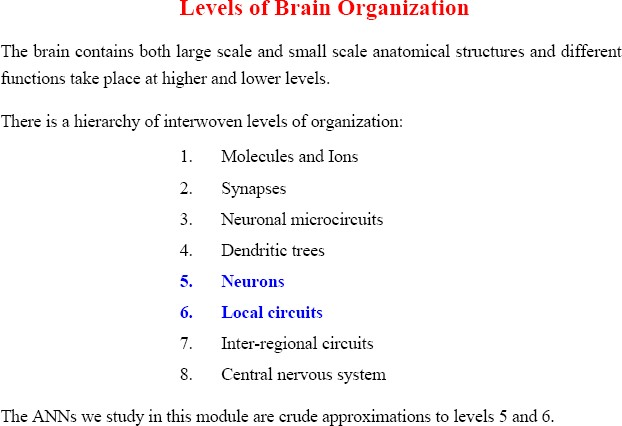 Levels of Brain Organization
The brain contains both large scale and small scale anatomical structures and different
functions take place at higher and lower levels.
There is a hierarchy of interwoven levels of organization:
1. Molecules and Ions
2. Synapses
3. Neuronal microcircuits
4. Dendritic trees
5. Neurons
6. Local circuits
7. Inter-regional circuits
8. Central nervous system
The ANNs we study in this module are crude approximations to levels 5 and 6.